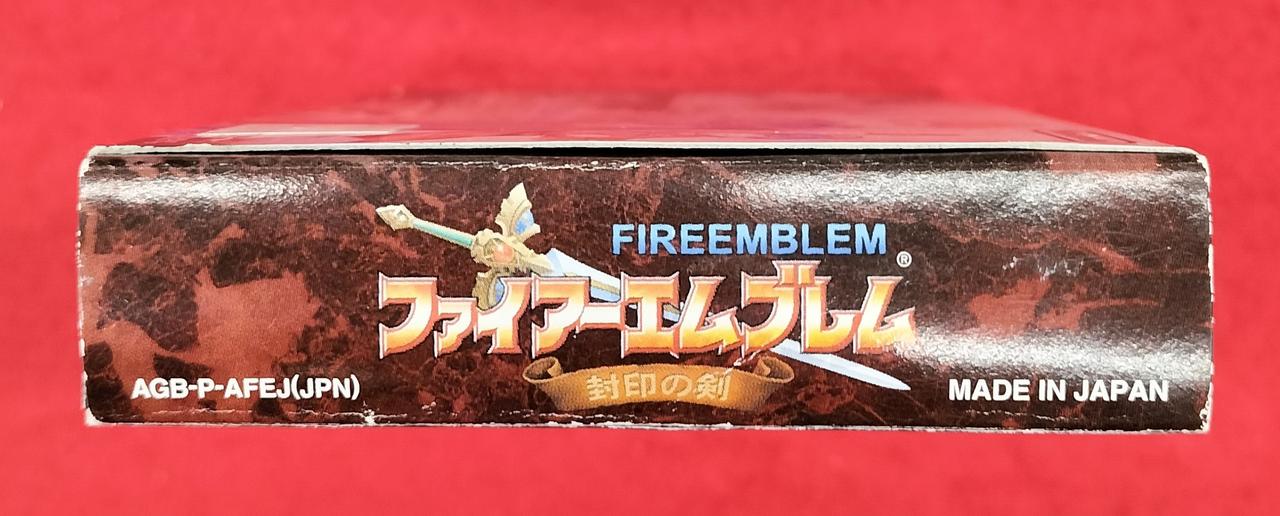 FIREEMBLEM
ファイアーエムブレム®
封印の剣
AGB-P-AFEJ(JPN)
MADE IN JAPAN